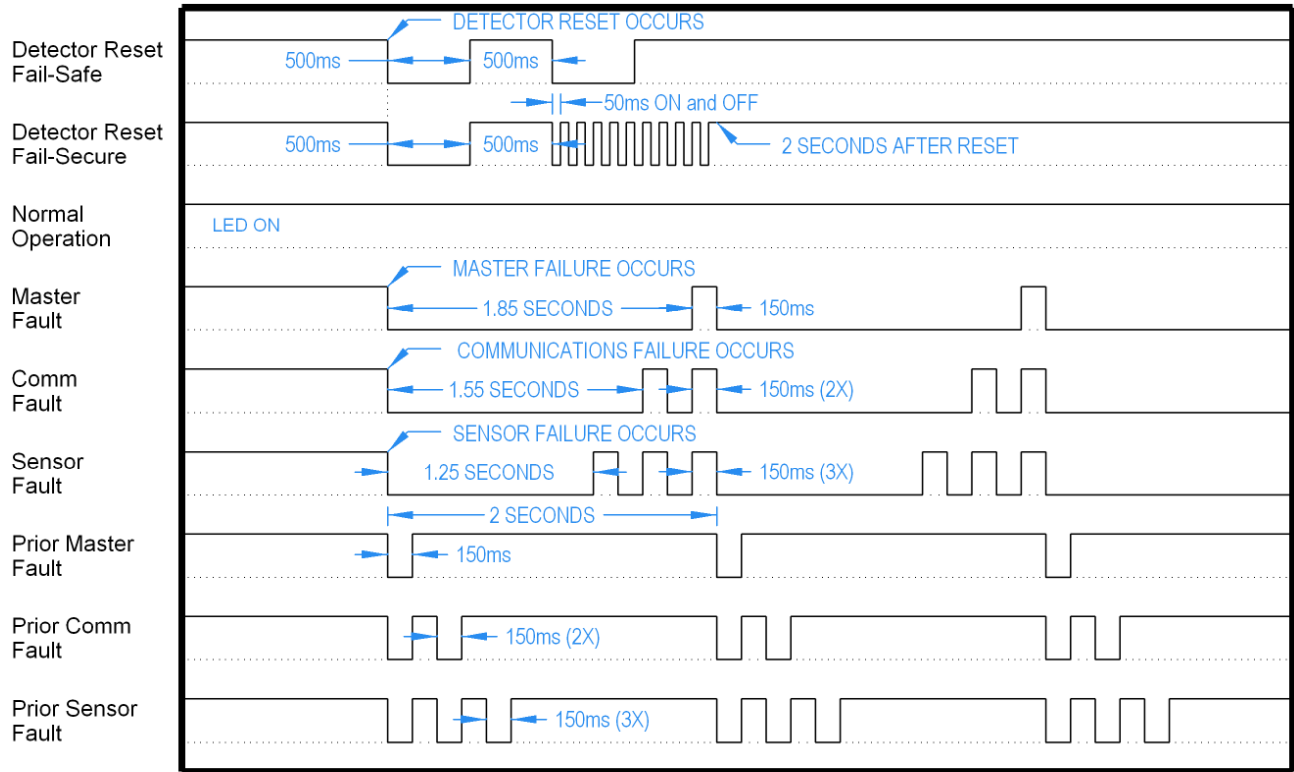 DETECTOR RESET OCCURS
Detector Reset
Fail-Safe
500ms
500ms
50ms ON and OFF
Detector Reset
Fail-Secure
500ms
500ms
2 SECONDS AFTER RESET
Normal
Operation
LED ON
MASTER FAILURE OCCURS
Master
Fault
1.85 SECONDS
150ms
COMMUNICATIONS FAILURE OCCURS
Comm
Fault
1.55 SECONDS
150ms (2X)
SENSOR FAILURE OCCURS
Sensor
Fault
1.25 SECONDS
150ms (3X)
2 SECONDS
Prior Master
Fault
150ms
Prior Comm
Fault
150ms (2X)
Prior Sensor
Fault
150ms (3X)